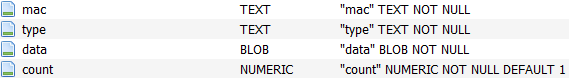 mac TEXT "mac" TEXT NOT NULL
type TEXT "type" TEXT NOT NULL
data BLOB "data" BLOB NOT NULL
count NUMERIC "count" NUMERIC NOT NULL DEFAULT 1